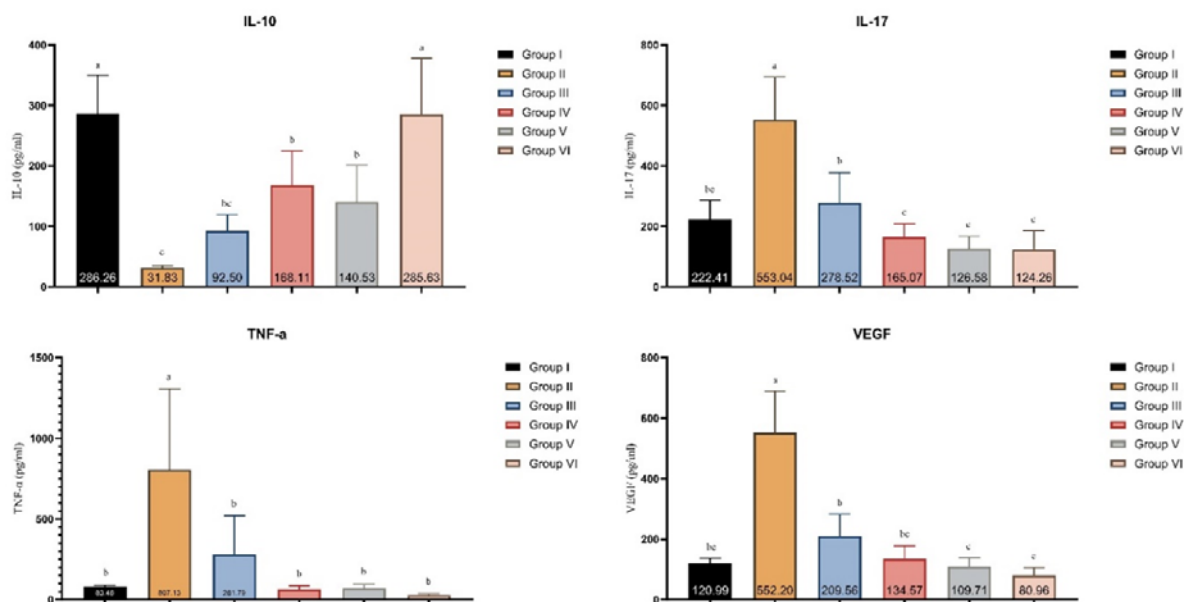 IL-10
400
300
200
100
0
IL-10 (pg/ml)
a
c
bc
b
b
a
286.26
31.83
92.50
168.11
140.53
285.63
Group I
Group II
Group III
Group IV
Group V
Group VI
IL-17
800
600
400
200
0
IL-17 (pg/ml)
bc
a
b
c
c
c
222.41
553.04
278.52
165.07
126.58
124.26
Group I
Group II
Group III
Group IV
Group V
Group VI
TNF-a
1500
1000
500
0
TNF-α (pg/ml)
b
a
b
b
b
b
Group I
Group II
Group III
Group IV
Group V
Group VI
VEGF
800
600
400
200
0
VEGF (pg/ml)
bc
a
b
bc
c
c
120.99
552.20
209.56
134.57
109.71
80.96
Group I
Group II
Group III
Group IV
Group V
Group VI